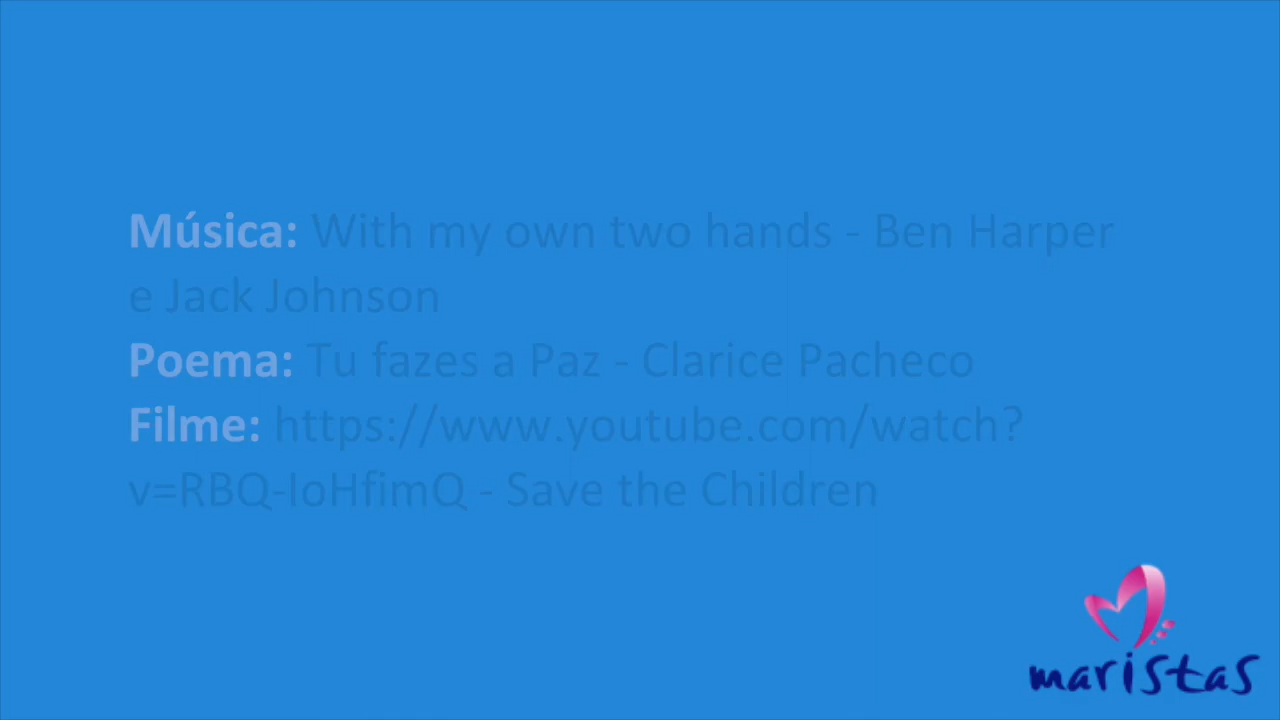 Música: With my own two hands - Ben Harper
e Jack Johnson
Poema: Tu fazes a Paz - Clarice Pacheco
Filme: https://www.youtube.com/watch?
v=RBQ-IoHfimQ - Save the Children
maristas